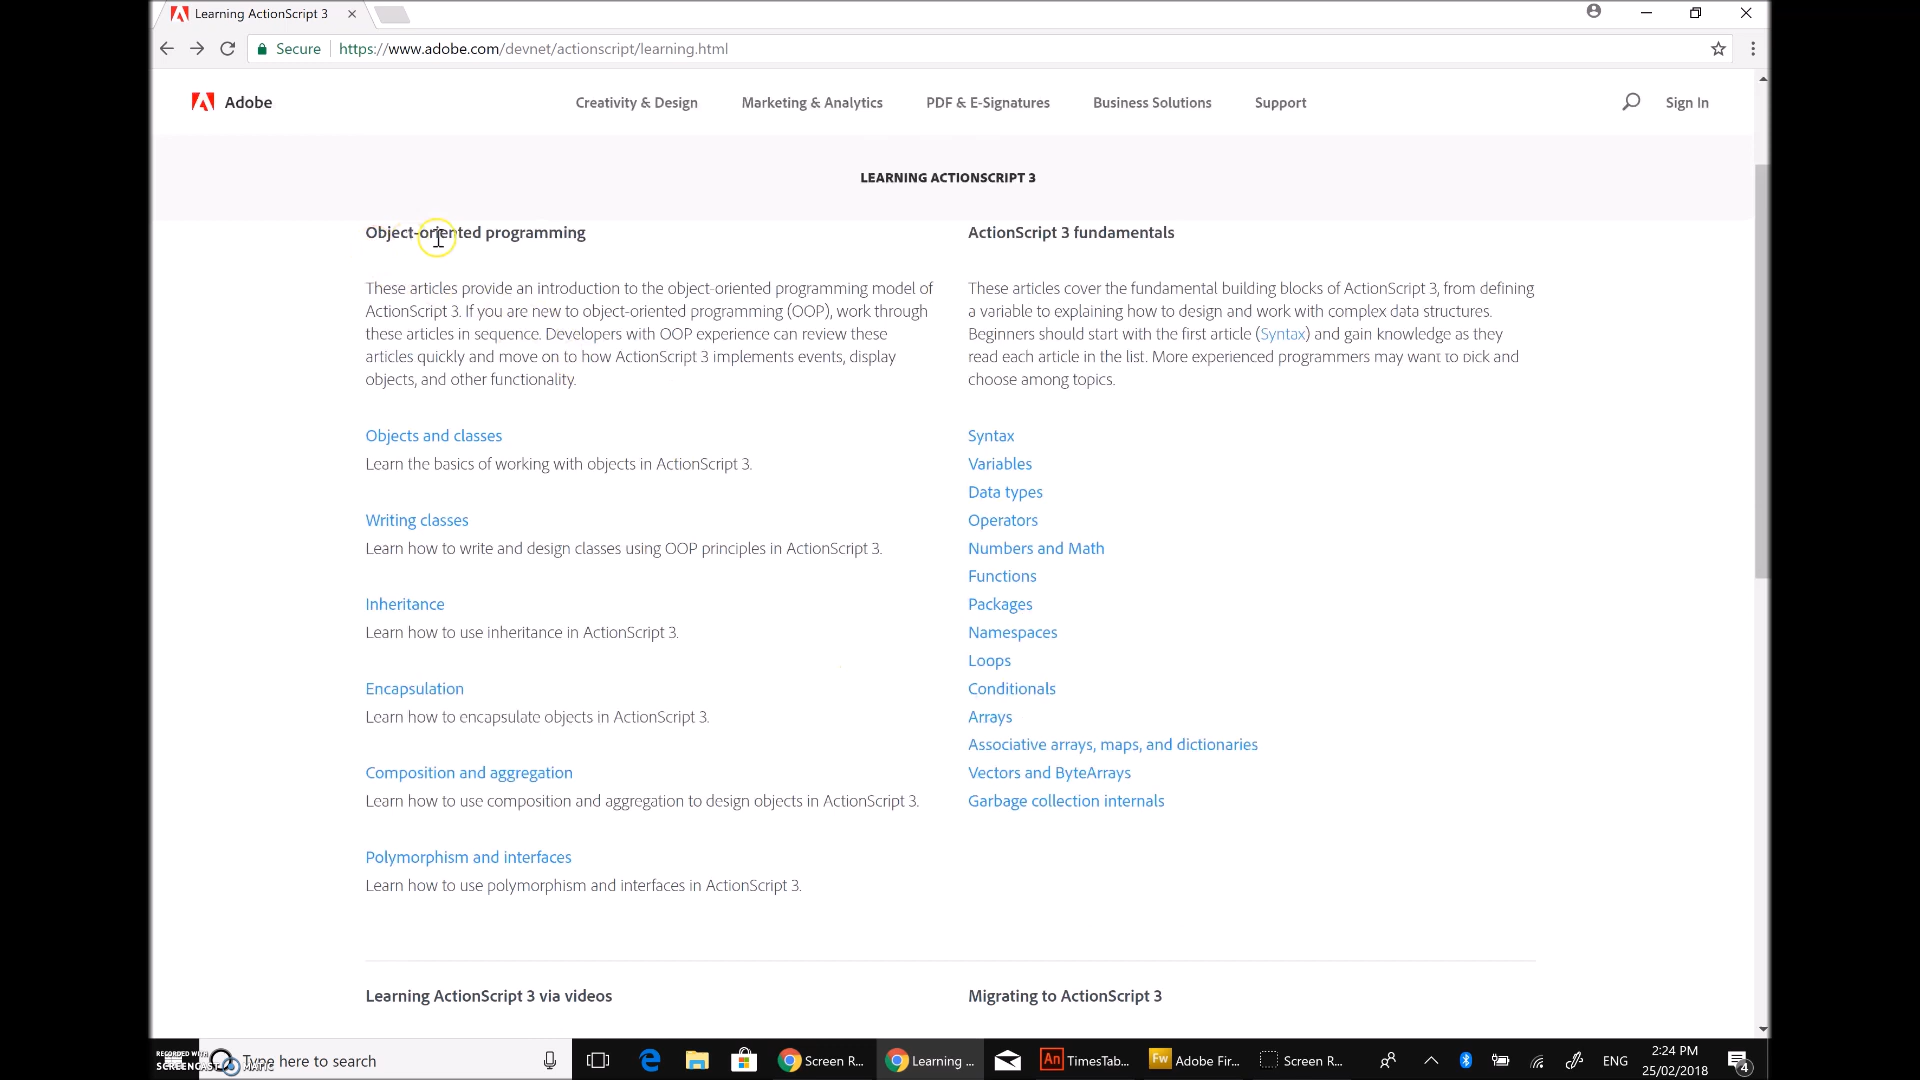 Learning ActionScript 3
Secure https://www.adobe.com/devnet/actionscript/learning.html
Adobe Creativity & Design Marketing & Analytics PDF & E-Signatures Business Solutions Support Sign In
LEARNING ACTIONSCRIPT 3
Object-oriented programming
These articles provide an introduction to the object-oriented programming model of
ActionScript 3. If you are new to object-oriented programming (OOP), work through
these articles in sequence. Developers with OOP experience can review these
articles quickly and move on to how ActionScript 3 implements events, display
objects, and other functionality.
Objects and classes
Learn the basics of working with objects in ActionScript 3.
Writing classes
Learn how to write and design classes using OOP principles in ActionScript 3.
Inheritance
Learn how to use inheritance in ActionScript 3.
Encapsulation
Learn how to encapsulate objects in ActionScript 3.
Composition and aggregation
Learn how to use composition and aggregation to design objects in ActionScript 3.
Polymorphism and interfaces
Learn how to use polymorphism and interfaces in ActionScript 3.
ActionScript 3 fundamentals
These articles cover the fundamental building blocks of ActionScript 3, from defining
a variable to explaining how to design and work with complex data structures.
Beginners should start with the first article (Syntax) and gain knowledge as they
read each article in the list. More experienced programmers may want to pick and
choose among topics.
Syntax
Variables
Data types
Operators
Numbers and Math
Functions
Packages
Namespaces
Loops
Conditionals
Arrays
Associative arrays, maps, and dictionaries
Vectors and ByteArrays
Garbage collection internals
Learning ActionScript 3 via videos
Migrating to ActionScript 3
RECORDED WITH
SCREENCAST MATIC
Type here to search
Screen R...
Learning ...
An TimesTab...
Fw Adobe Fir...
Screen R...
ENG
2:24 PM
25/02/2018
4